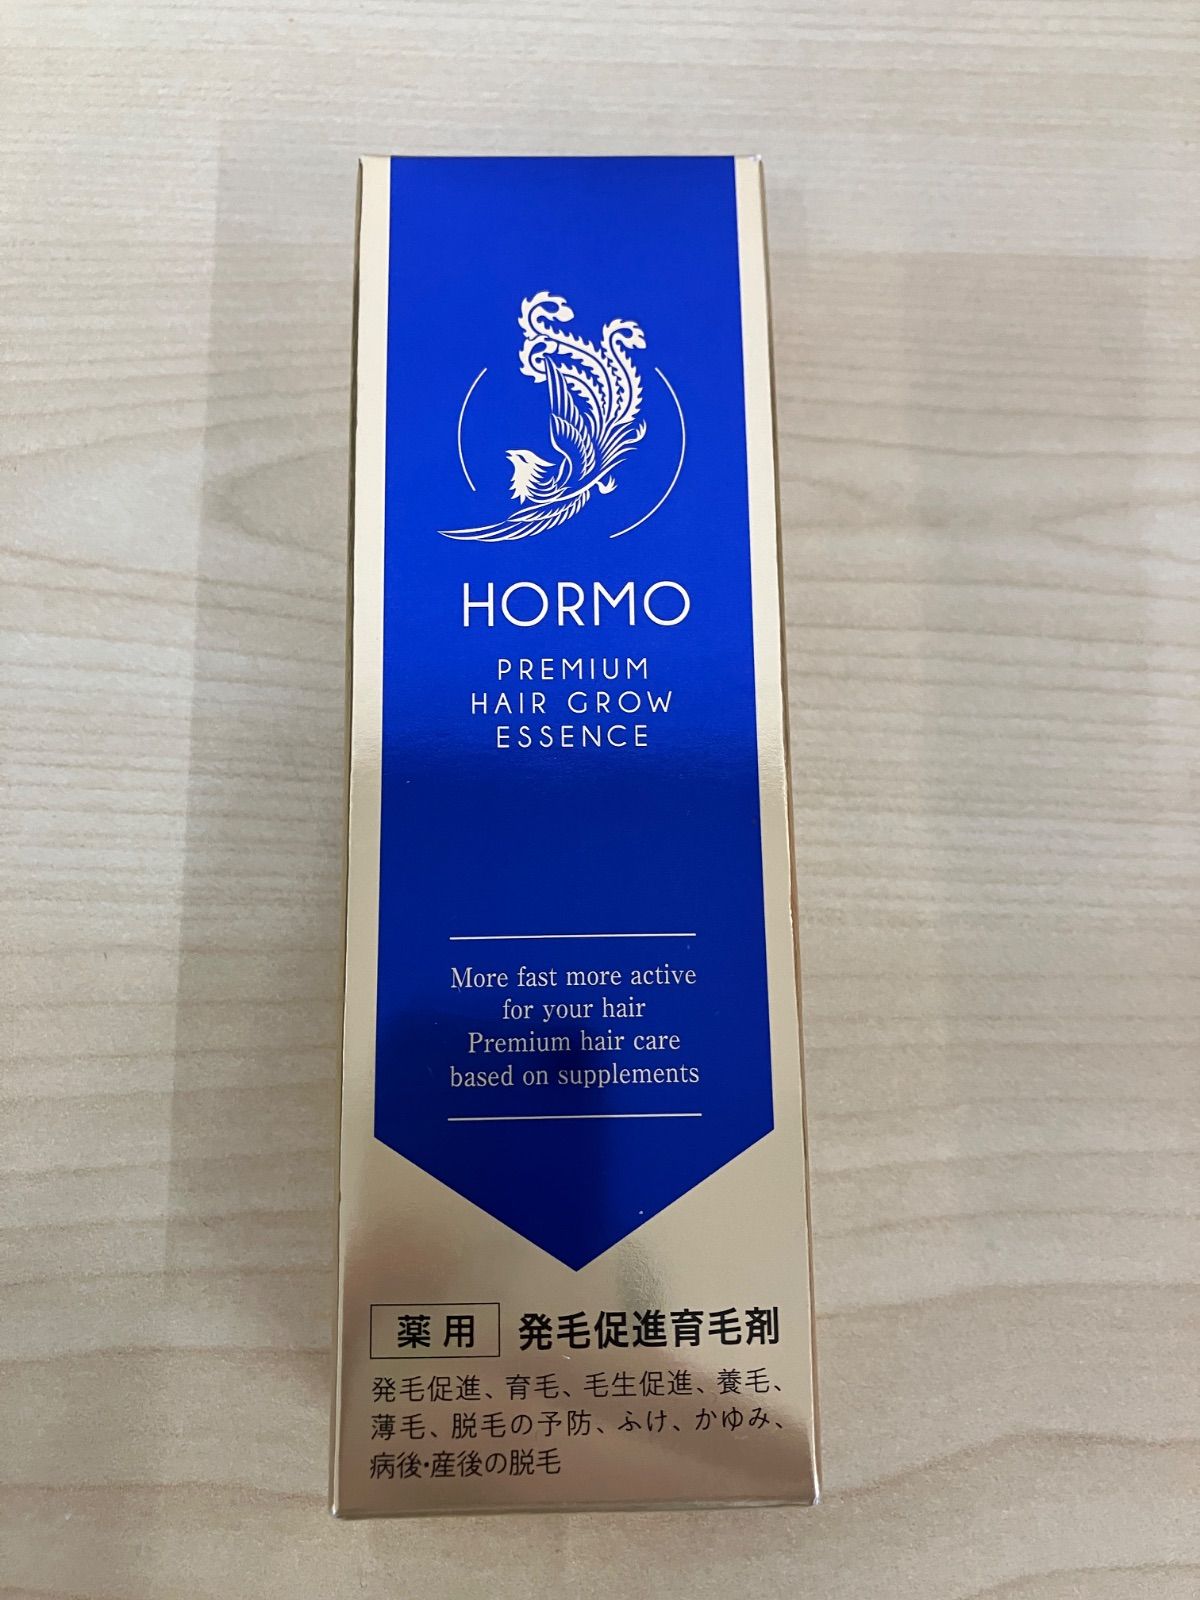 HORMO
PREMIUM
HAIR GROW
ESSENCE
More fast more active
for your hair
Premium hair care
based on supplements
薬用 発毛促進育毛剤
発毛促進、育毛、毛生促進、養毛、
薄毛、脱毛の予防、ふけ、かゆみ、
病後・産後の脱毛